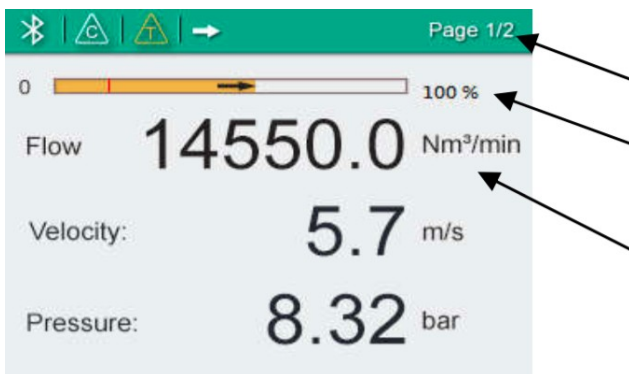 C T Page 1/2
0 100 %
Flow 14550.0 Nm³/min
Velocity: 5.7 m/s
Pressure: 8.32 bar